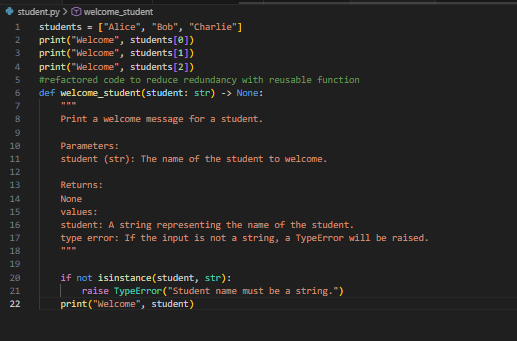 student.py > welcome_student
1 students = ["Alice", "Bob", "Charlie"]
2 print("Welcome", students[0])
3 print("Welcome", students[1])
4 print("Welcome", students[2])
5 #refactored code to reduce redundancy with reusable function
6 def welcome_student(student: str) -> None:
7     """
8     Print a welcome message for a student.
9
10     Parameters:
11     student (str): The name of the student to welcome.
12
13     Returns:
14     None
15     values:
16     student: A string representing the name of the student.
17     type error: If the input is not a string, a TypeError will be raised.
18     """
19
20     if not isinstance(student, str):
21         raise TypeError("Student name must be a string.")
22     print("Welcome", student)